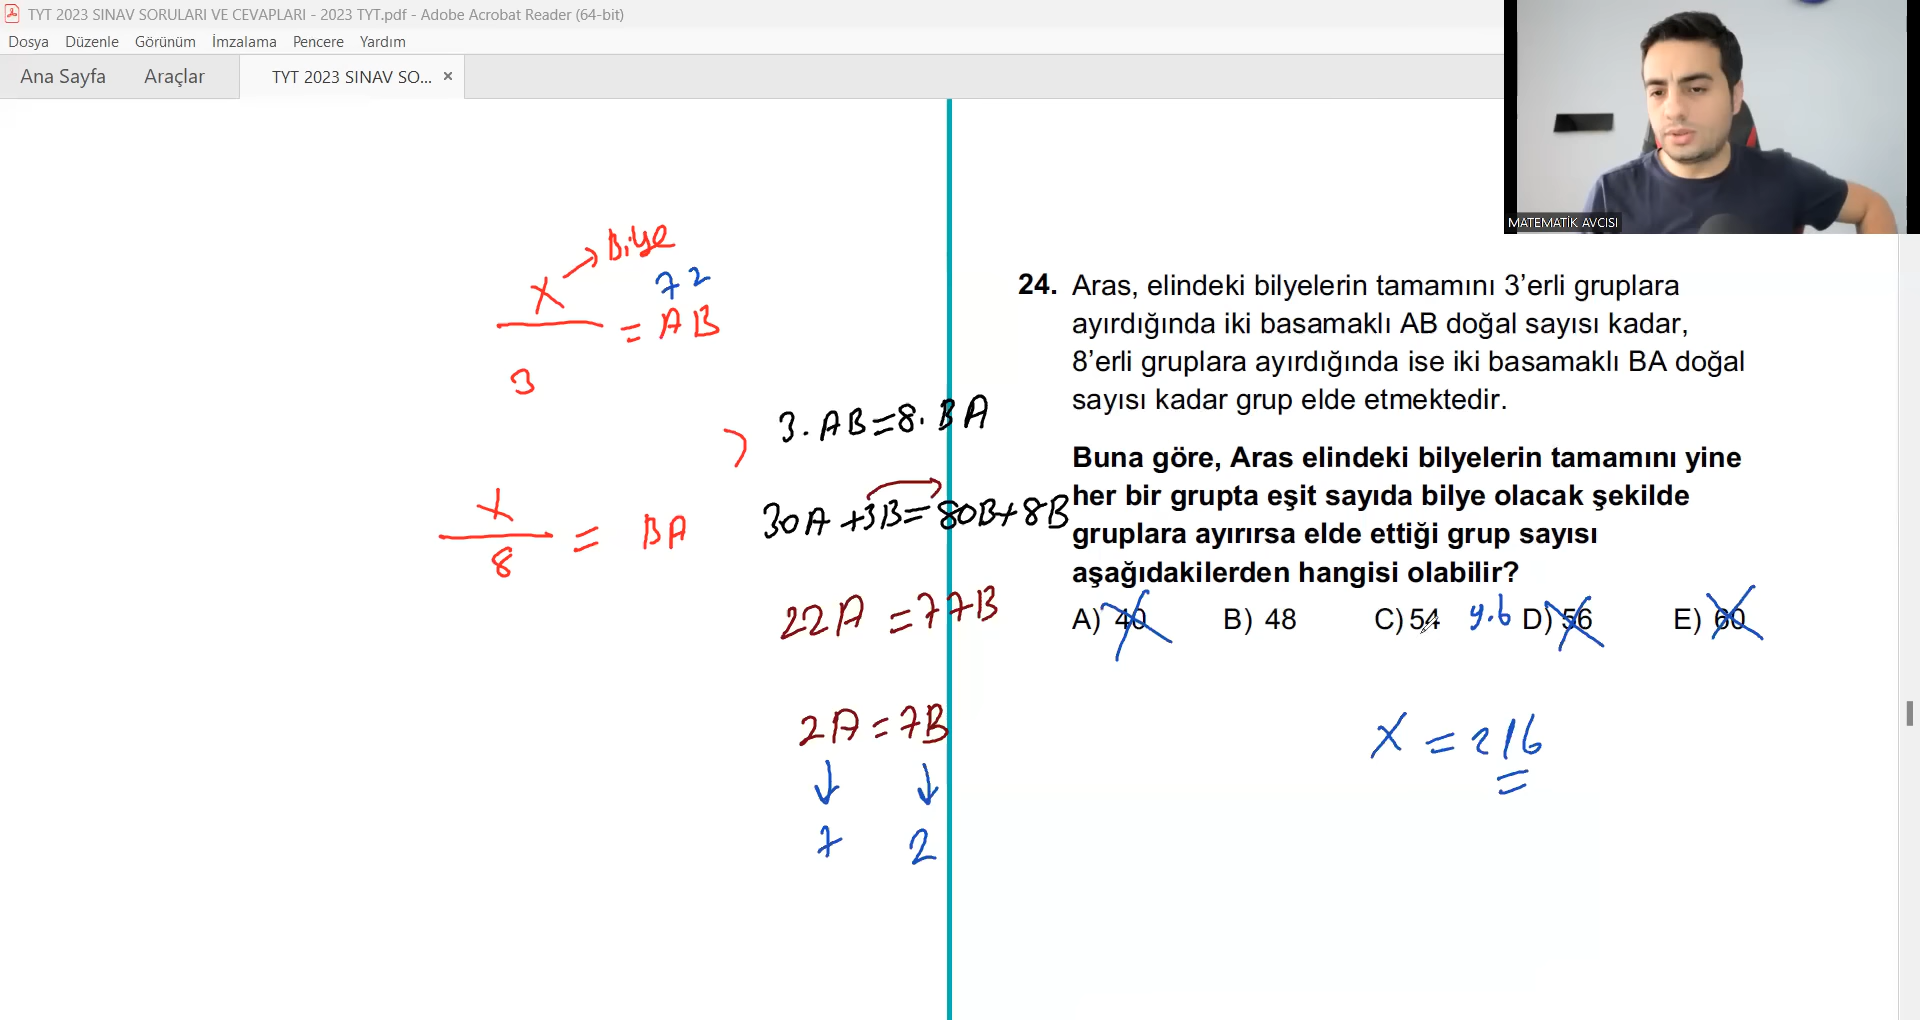 TYT 2023 SINAV SORULARI VE CEVAPLARI - 2023 TYT.pdf - Adobe Acrobat Reader (64-bit)
Dosya Düzenle Görünüm İmzalama Pencere Yardım
Ana Sayfa Araçlar TYT 2023 SINAV SO... ×
MATEMATİK AVCISI
X → Bilye
72
X / 3 = AB
X / 8 = BA
3.AB=8.BA
30A+3B=80B+8B
22A=77B
2A=7B
↓ ↓
7 2
24. Aras, elindeki bilyelerin tamamını 3’erli gruplara
ayırdığında iki basamaklı AB doğal sayısı kadar,
8’erli gruplara ayırdığında ise iki basamaklı BA doğal
sayısı kadar grup elde etmektedir.
Buna göre, Aras elindeki bilyelerin tamamını yine
her bir grupta eşit sayıda bilye olacak şekilde
gruplara ayırırsa elde ettiği grup sayısı
aşağıdakilerden hangisi olabilir?
A) 40 B) 48 C) 54 9.6 D) 56 E) 60
X = 216